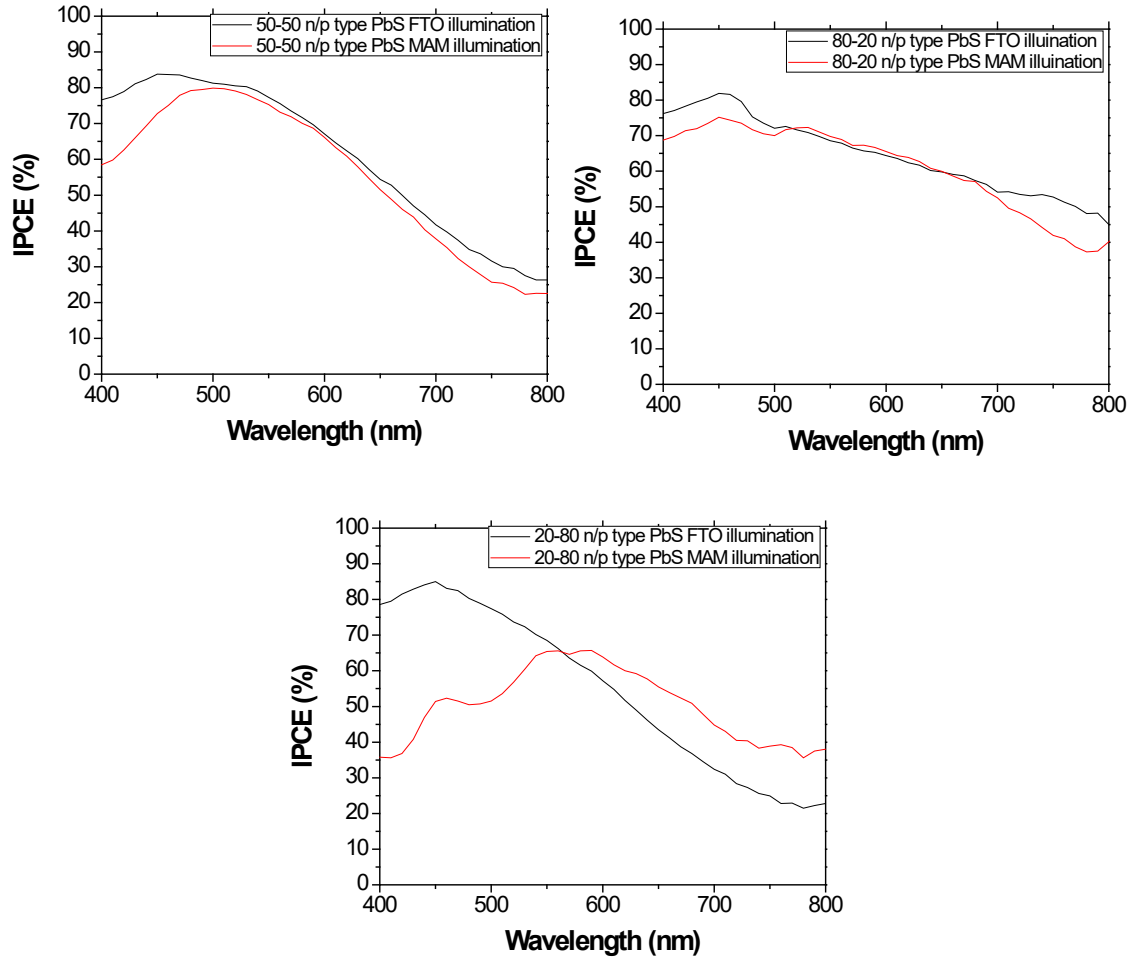 50-50 n/p type PbS FTO illumination
50-50 n/p type PbS MAM illumination
100
90
80
70
60
50
40
30
20
10
0
IPCE (%)
400 500 600 700 800
Wavelength (nm)
80-20 n/p type PbS FTO illuination
80-20 n/p type PbS MAM illuination
100
90
80
70
60
50
40
30
20
10
0
IPCE (%)
400 500 600 700 800
Wavelength (nm)
20-80 n/p type PbS FTO illumination
20-80 n/p type PbS MAM illumination
100
90
80
70
60
50
40
30
20
10
0
IPCE (%)
400 500 600 700 800
Wavelength (nm)